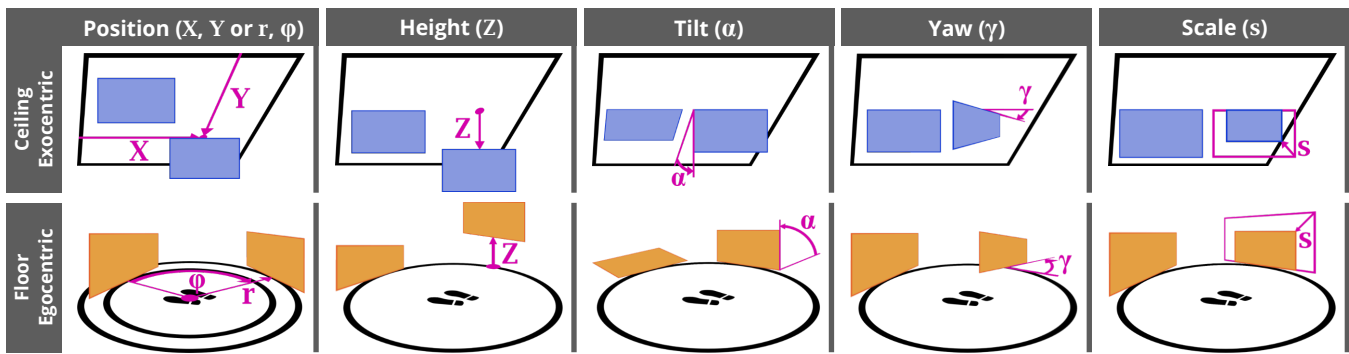 Position (X, Y or r, φ)
Height (Z)
Tilt (α)
Yaw (γ)
Scale (s)
Ceiling
Exocentric
Y
X
Z
α
γ
s
Floor
Egocentric
φ
r
Z
α
γ
s